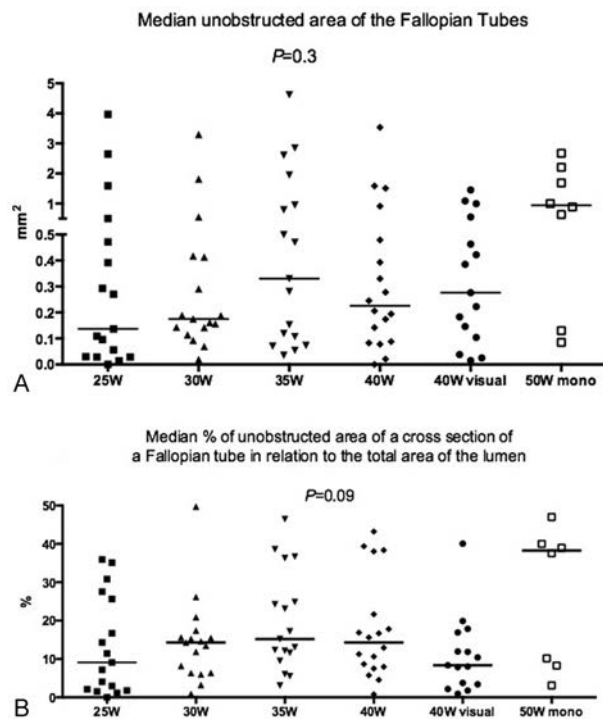 Median unobstructed area of the Fallopian Tubes
P=0.3
5
4
3
2
1
0.5
0.4
0.3
0.2
0.1
0.0
mm²
A
25W 30W 35W 40W 40W visual 50W mono
Median % of unobstructed area of a cross section of
a Fallopian tube in relation to the total area of the lumen
P=0.09
50
40
30
20
10
0
%
B
25W 30W 35W 40W 40W visual 50W mono